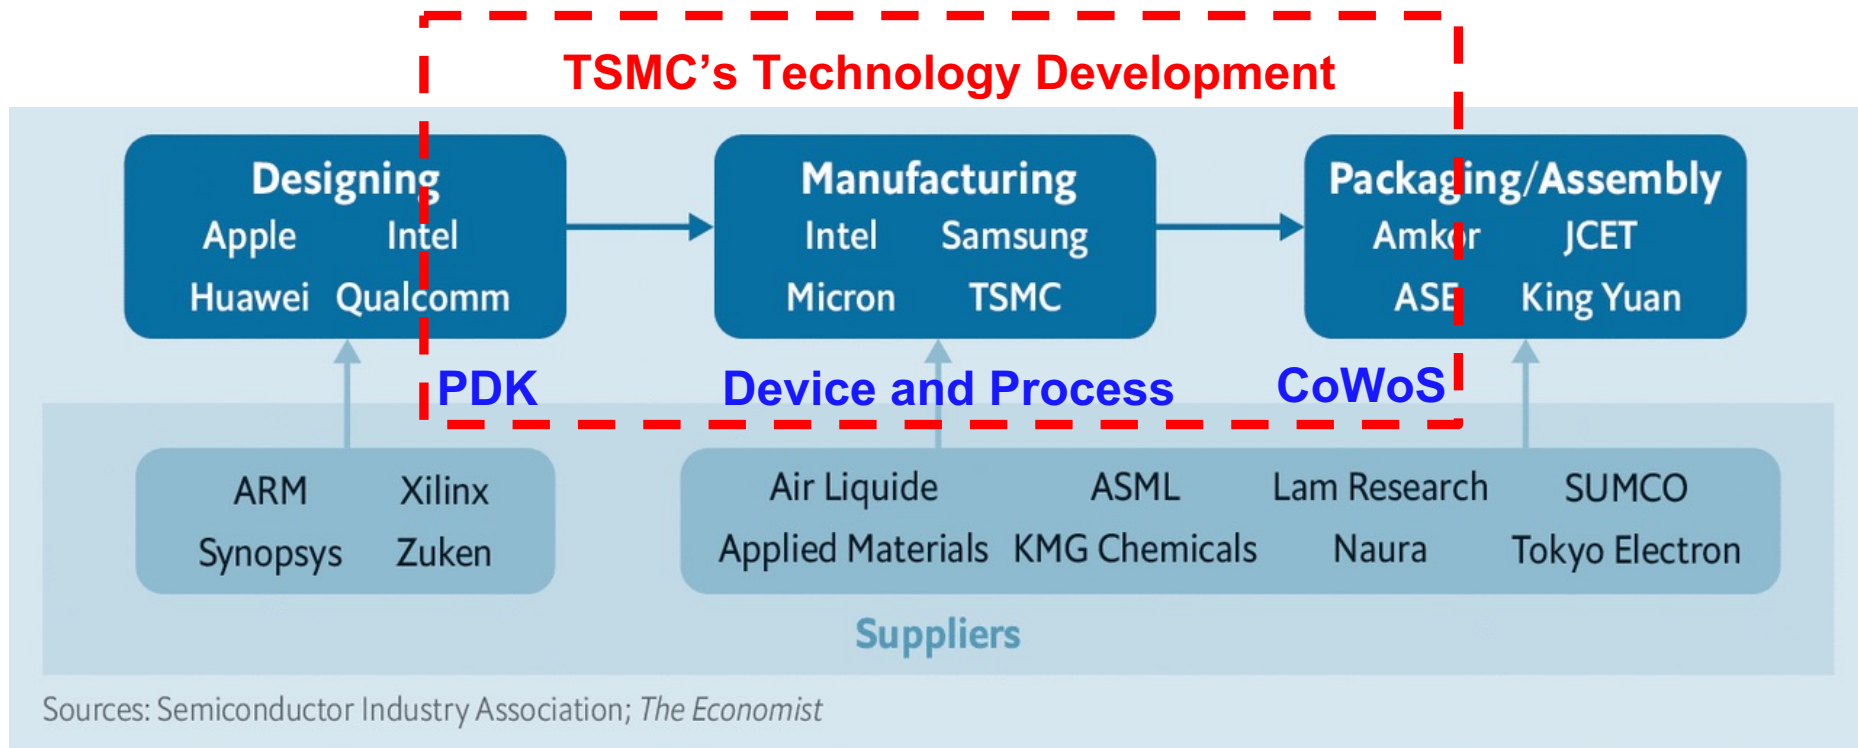 TSMC’s Technology Development
Designing
Apple Intel
Huawei Qualcomm
Manufacturing
Intel Samsung
Micron TSMC
Packaging/Assembly
Amkor JCET
ASE King Yuan
PDK
Device and Process
CoWoS
ARM Xilinx
Synopsys Zuken
Air Liquide ASML Lam Research SUMCO
Applied Materials KMG Chemicals Naura Tokyo Electron
Suppliers
Sources: Semiconductor Industry Association; The Economist